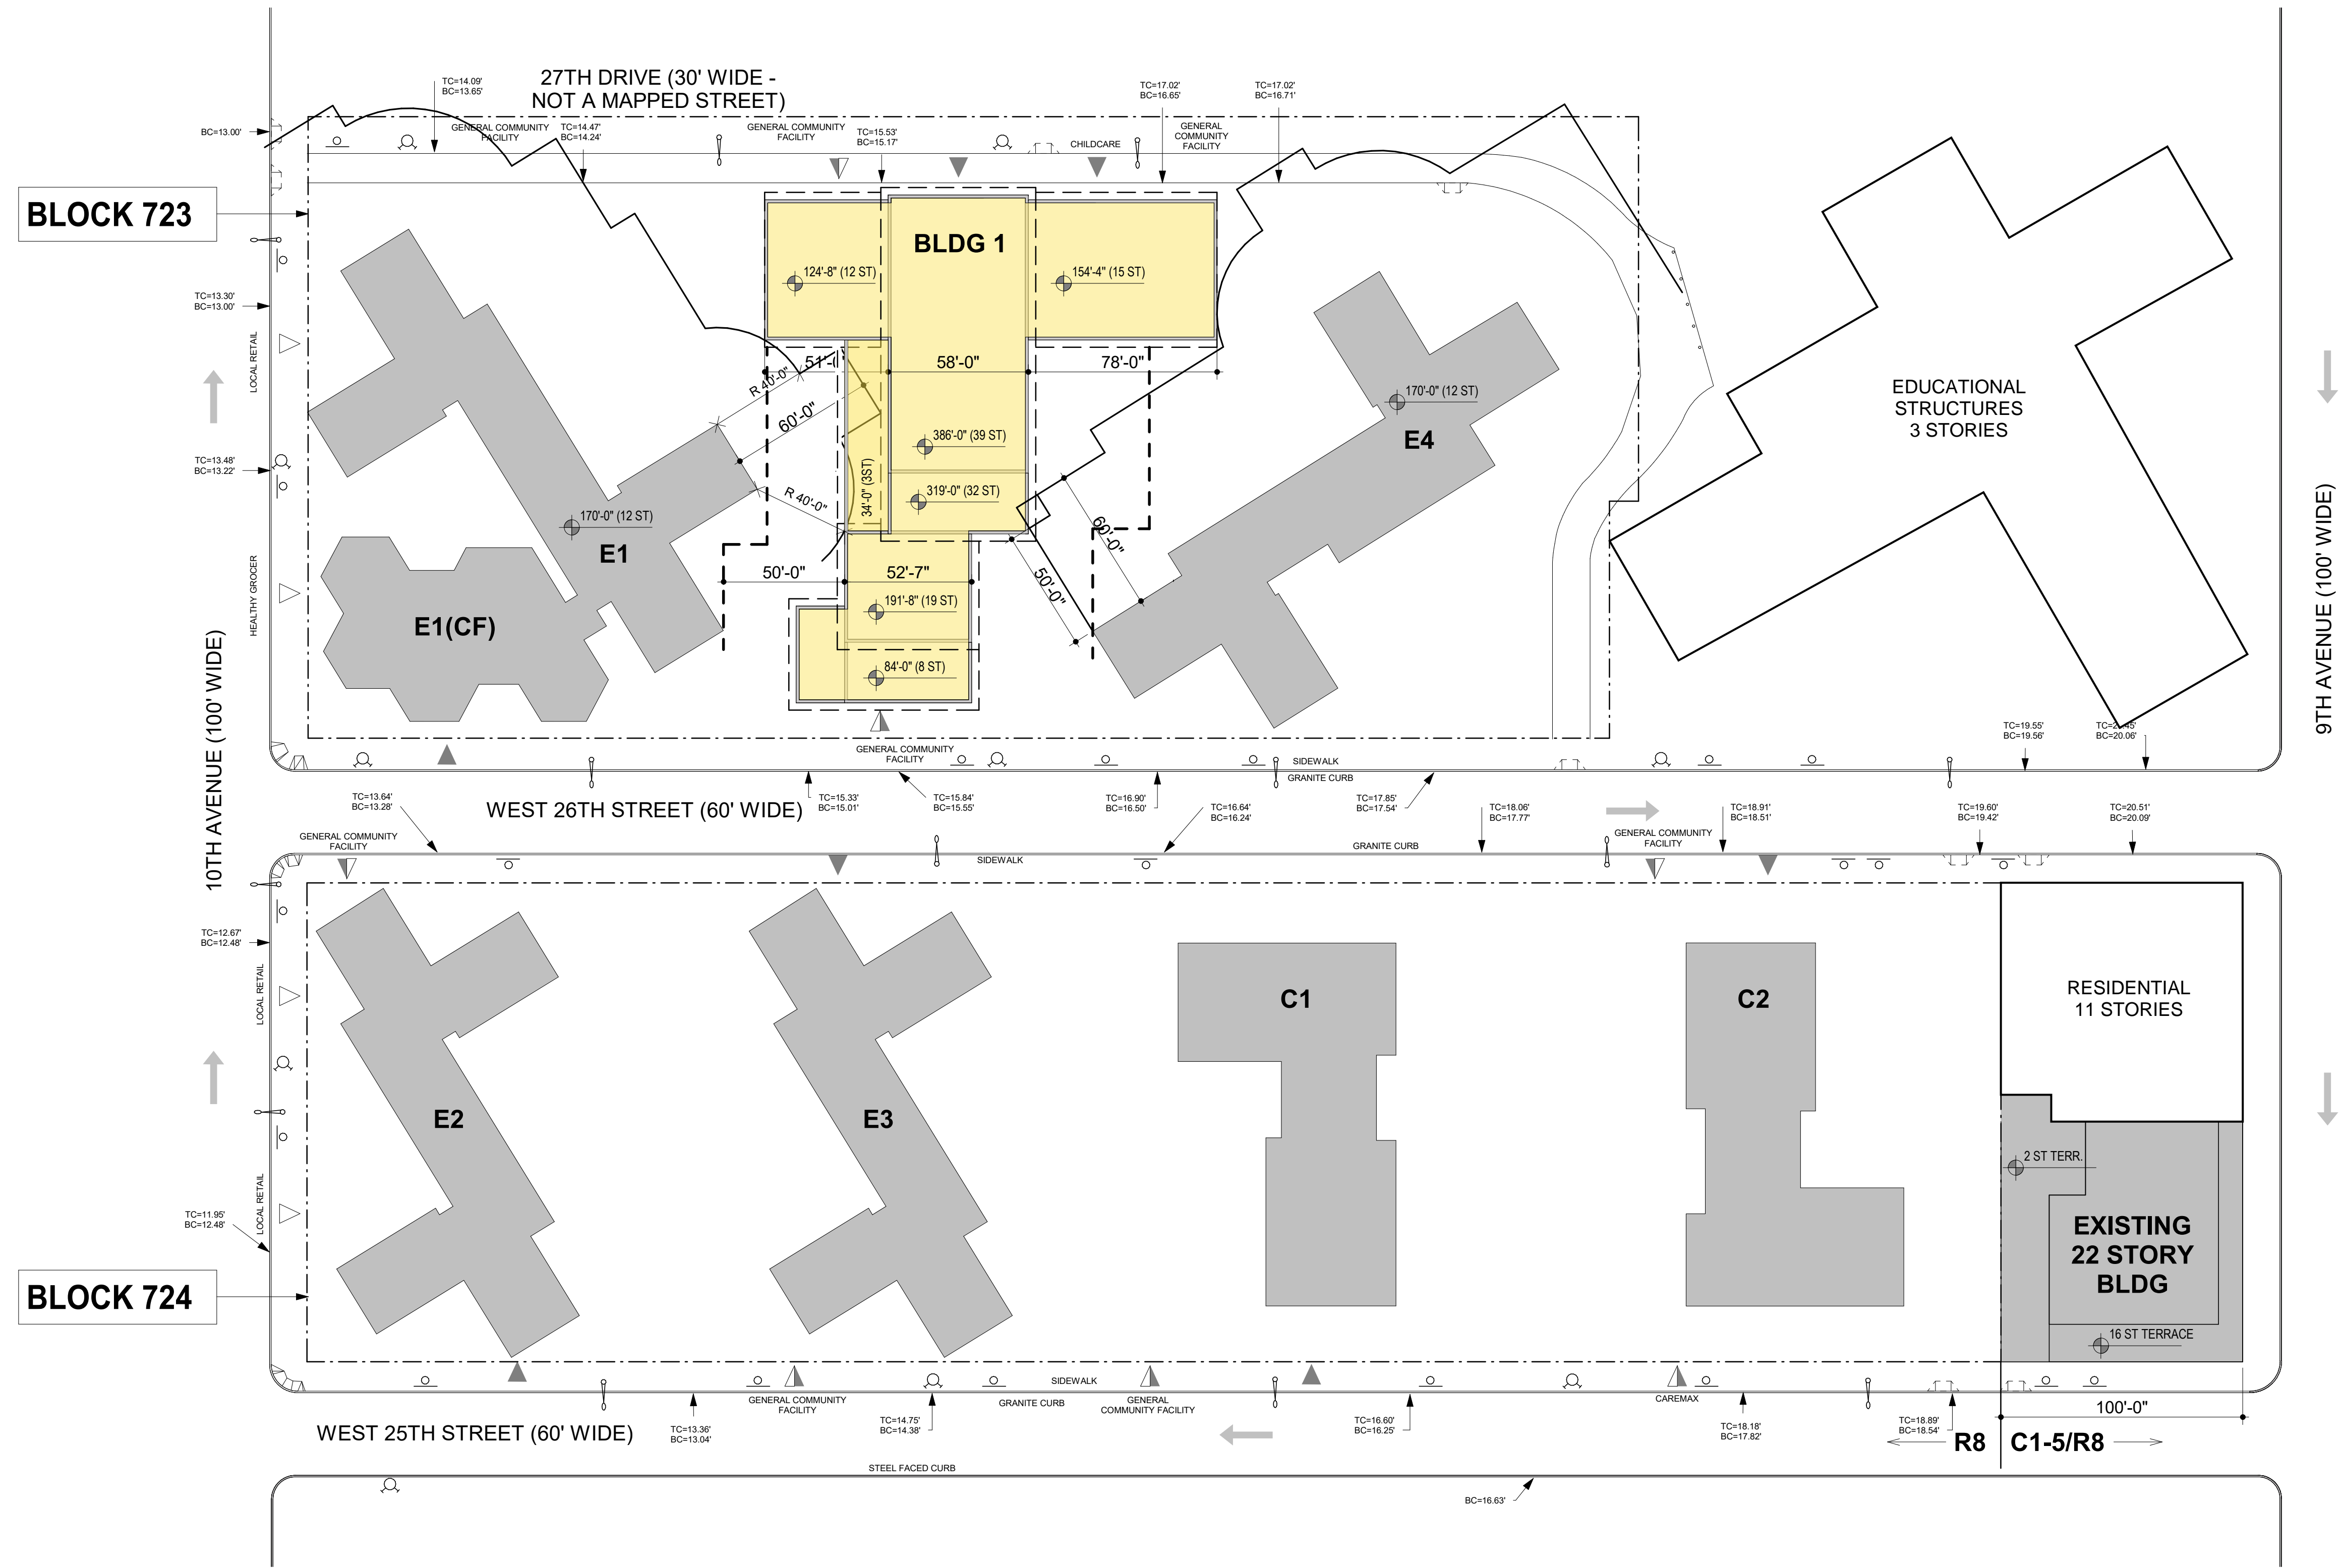 27TH DRIVE (30' WIDE -
NOT A MAPPED STREET)
TC=14.09'
BC=13.65'
TC=17.02'
BC=16.65'
TC=17.02'
BC=16.71'
BC=13.00'
GENERAL COMMUNITY
FACILITY
TC=14.47'
BC=14.24'
GENERAL COMMUNITY
FACILITY
TC=15.53'
BC=15.17'
CHILDCARE
GENERAL
COMMUNITY
FACILITY
BLOCK 723
BLDG 1
124'-8" (12 ST)
154'-4" (15 ST)
TC=13.30'
BC=13.00'
LOCAL RETAIL
58'-0"
78'-0"
R 40'-0"
60'-0"
170'-0" (12 ST)
E4
EDUCATIONAL
STRUCTURES
3 STORIES
386'-0" (39 ST)
TC=13.48'
BC=13.22'
34'-0" (3ST)
319'-0" (32 ST)
R 40'-0"
170'-0" (12 ST)
E1
60'-0"
50'-0"
50'-0"
52'-7"
191'-8" (19 ST)
HEALTHY GROCER
E1(CF)
84'-0" (8 ST)
10TH AVENUE (100' WIDE)
9TH AVENUE (100' WIDE)
TC=19.55'
BC=19.56'
BC=20.06'
GENERAL COMMUNITY
FACILITY
SIDEWALK
GRANITE CURB
TC=13.64'
BC=13.28'
WEST 26TH STREET (60' WIDE)
TC=15.33'
BC=15.01'
TC=15.84'
BC=15.55'
TC=16.90'
BC=16.50'
TC=16.64'
BC=16.24'
TC=17.85'
BC=17.54'
TC=18.06'
BC=17.77'
TC=18.91'
BC=18.51'
TC=19.60'
BC=19.42'
TC=20.51'
BC=20.09'
GENERAL COMMUNITY
FACILITY
SIDEWALK
GRANITE CURB
GENERAL COMMUNITY
FACILITY
TC=12.67'
BC=12.48'
LOCAL RETAIL
C1
C2
RESIDENTIAL
11 STORIES
E2
E3
2 ST TERR.
LOCAL RETAIL
TC=11.95'
BC=12.48'
EXISTING
22 STORY
BLDG
BLOCK 724
16 ST TERRACE
SIDEWALK
GENERAL COMMUNITY
FACILITY
GRANITE CURB
GENERAL
COMMUNITY FACILITY
CAREMAX
100'-0"
WEST 25TH STREET (60' WIDE)
TC=13.36'
BC=13.04'
TC=14.75'
BC=14.38'
TC=16.60'
BC=16.25'
TC=18.18'
BC=17.82'
TC=18.89'
BC=18.54'
R8
C1-5/R8
STEEL FACED CURB
BC=16.63'